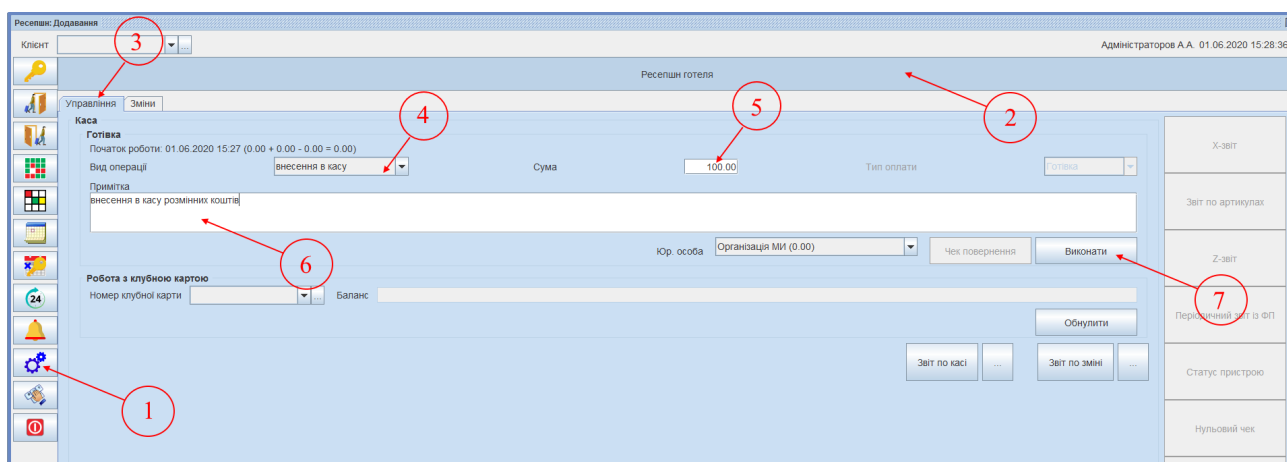 Ресепшн: Додавання
Клієнт
...
Адміністраторов А.А. 01.06.2020 15:28:36
3
Ресепшн готеля
2
Управління Зміни
4
5
Каса
Готівка
Початок роботи: 01.06.2020 15:27 (0.00 + 0.00 - 0.00 = 0.00)
Вид операції внесення в касу Сума 100.00 Тип оплати Готівка
Примітка
внесення в касу розмінних коштів
6
Юр. особа Організація МИ (0.00) Чек повернення Виконати
7
Робота з клубною картою
Номер клубної карти ... Баланс
Обнулити
Звіт по касі ... Звіт по зміні ...
24
1
X-звіт
Звіт по артикулах
Z-звіт
Періодичний звіт із ФП
Статус пристрою
Нульовий чек